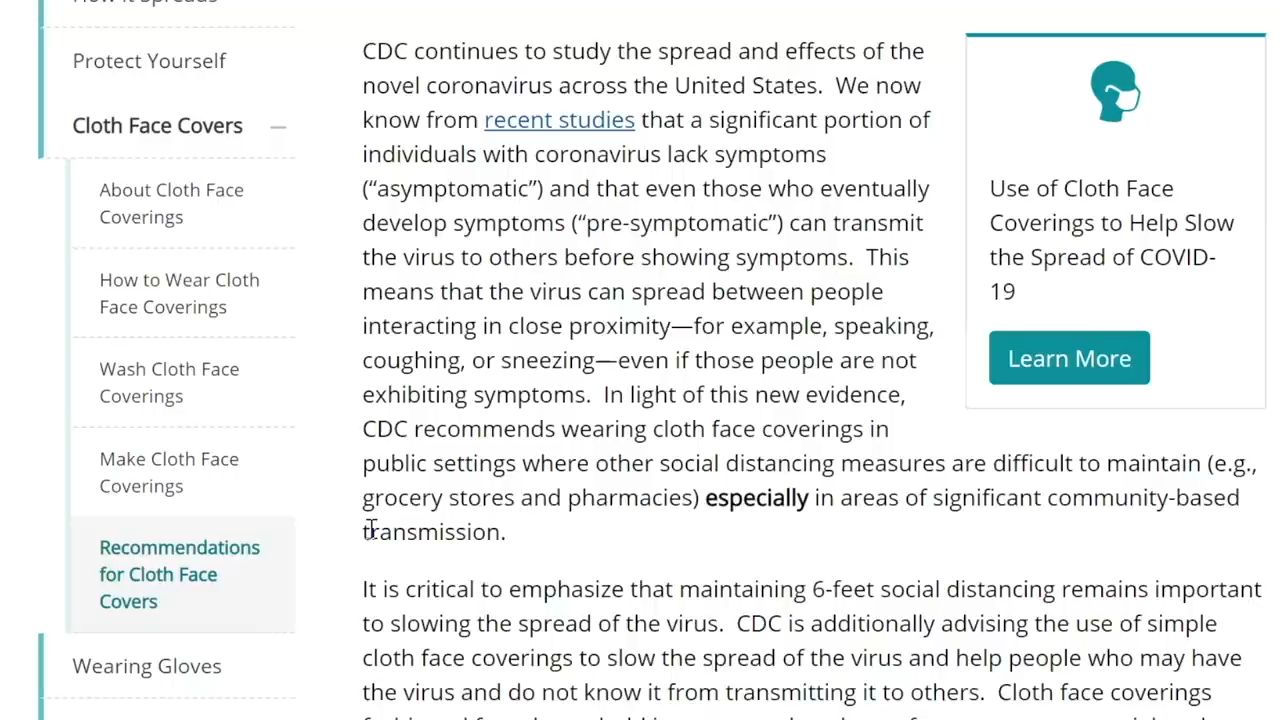 Protect Yourself
Cloth Face Covers
About Cloth Face
Coverings
How to Wear Cloth
Face Coverings
Wash Cloth Face
Coverings
Make Cloth Face
Coverings
Recommendations
for Cloth Face
Covers
Wearing Gloves
CDC continues to study the spread and effects of the
novel coronavirus across the United States.  We now
know from recent studies that a significant portion of
individuals with coronavirus lack symptoms
(“asymptomatic”) and that even those who eventually
develop symptoms (“pre-symptomatic”) can transmit
the virus to others before showing symptoms.  This
means that the virus can spread between people
interacting in close proximity—for example, speaking,
coughing, or sneezing—even if those people are not
exhibiting symptoms.  In light of this new evidence,
CDC recommends wearing cloth face coverings in
public settings where other social distancing measures are difficult to maintain (e.g.,
grocery stores and pharmacies) especially in areas of significant community-based
transmission.
It is critical to emphasize that maintaining 6-feet social distancing remains important
to slowing the spread of the virus.  CDC is additionally advising the use of simple
cloth face coverings to slow the spread of the virus and help people who may have
the virus and do not know it from transmitting it to others.  Cloth face coverings
Use of Cloth Face
Coverings to Help Slow
the Spread of COVID-
19
Learn More